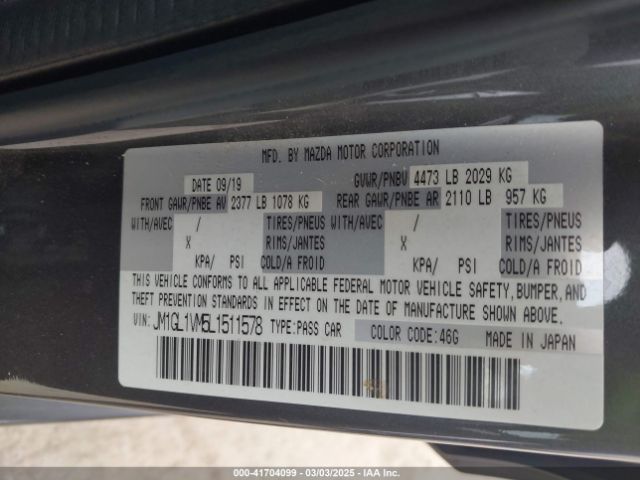 MFD. BY MAZDA MOTOR CORPORATION
DATE 09/19 GVWR/PNBV 4473 LB 2029 KG
FRONT GAWR/PNBE AV 2377 LB 1078 KG REAR GAWR/PNBE AR 2110 LB 957 KG
WITH/AVEC / TIRES/PNEUS WITH/AVEC / TIRES/PNEUS
X RIMS/JANTES X RIMS/JANTES
KPA/ PSI COLD/A FROID KPA/ PSI COLD/A FROID
THIS VEHICLE CONFORMS TO ALL APPLICABLE FEDERAL MOTOR VEHICLE SAFETY, BUMPER, AND
THEFT PREVENTION STANDARDS IN EFFECT ON THE DATE OF MANUFACTURE SHOWN ABOVE.
VIN: JM1GL1VM5L1511578 TYPE:PASS CAR COLOR CODE:46G MADE IN JAPAN
000-41704099 — 03/03/2025 — IAA Inc.